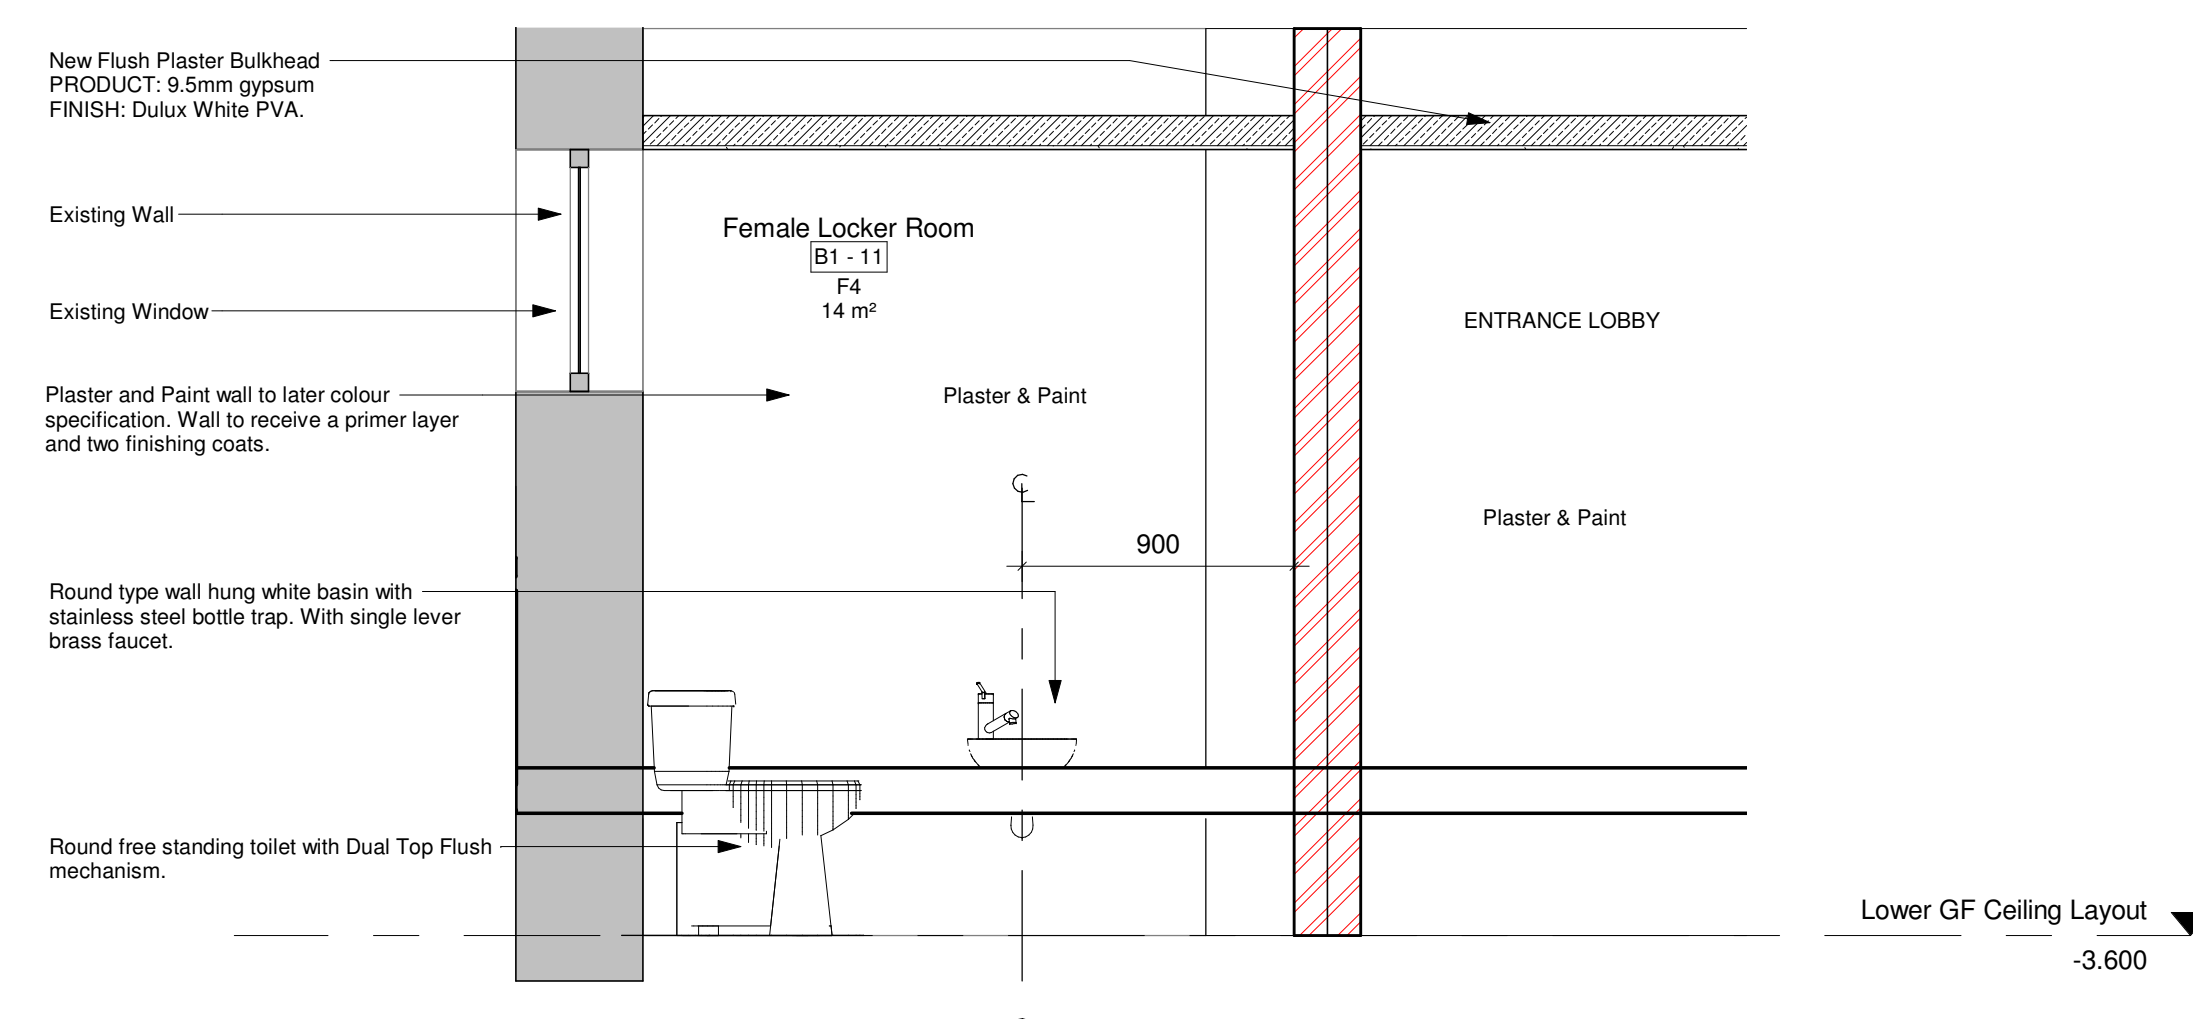 New Flush Plaster Bulkhead
PRODUCT: 9.5mm gypsum
FINISH: Dulux White PVA.
Existing Wall
Female Locker Room
B1 - 11
F4
14 m²
Existing Window
ENTRANCE LOBBY
Plaster and Paint wall to later colour
specification. Wall to receive a primer layer
and two finishing coats.
Plaster & Paint
Plaster & Paint
900
Round type wall hung white basin with
stainless steel bottle trap. With single lever
brass faucet.
Round free standing toilet with Dual Top Flush
mechanism.
Lower GF Ceiling Layout
-3.600